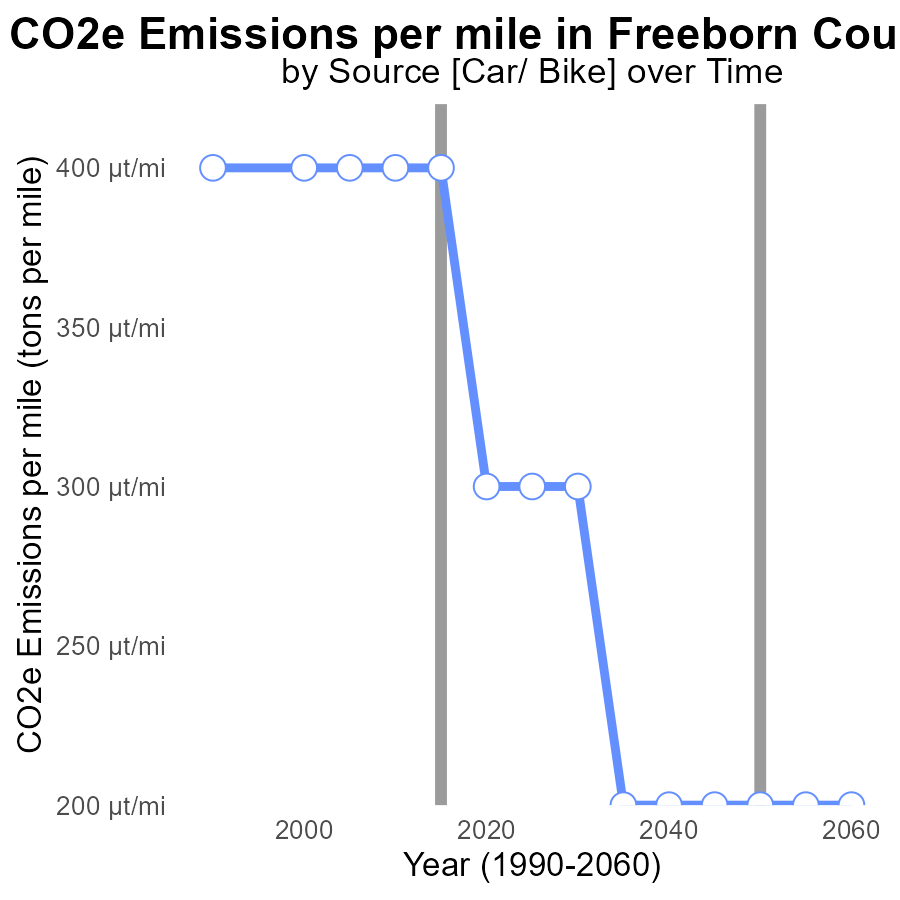 CO2e Emissions per mile in Freeborn Cou
by Source [Car/ Bike] over Time
CO2e Emissions per mile (tons per mile)
400 µt/mi
350 µt/mi
300 µt/mi
250 µt/mi
200 µt/mi
2000
2020
2040
2060
Year (1990-2060)